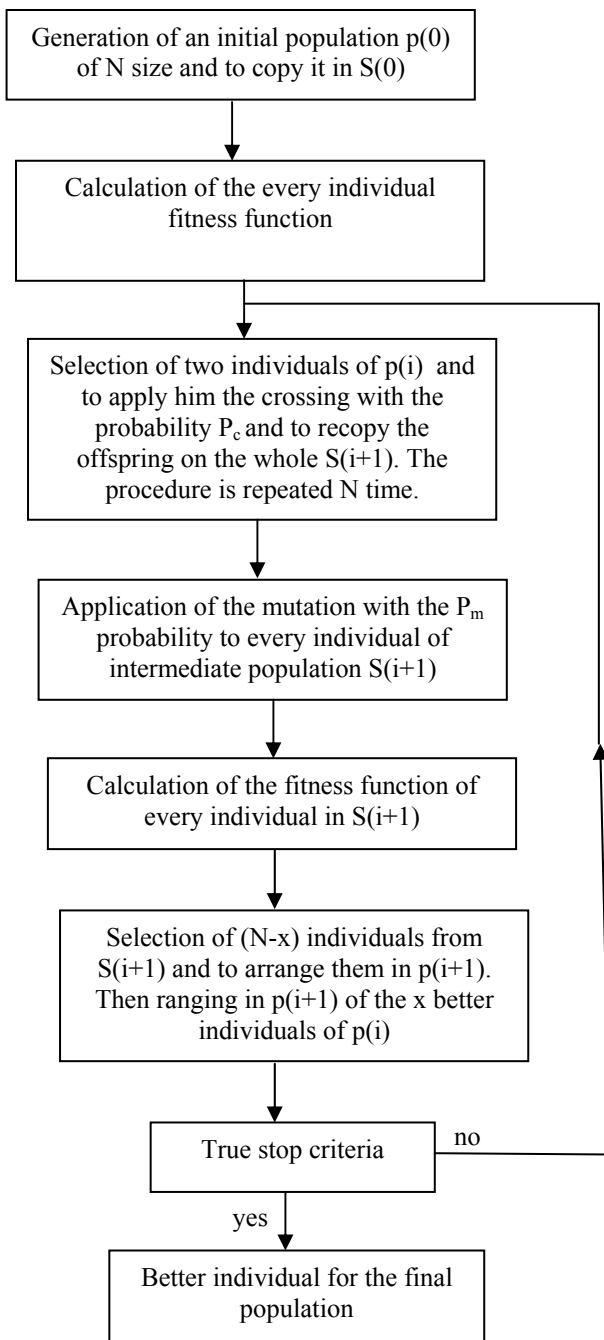 Generation of an initial population p(0)
of N size and to copy it in S(0)
Calculation of the every individual
fitness function
Selection of two individuals of p(i) and
to apply him the crossing with the
probability Pc and to recopy the
offspring on the whole S(i+1). The
procedure is repeated N time.
Application of the mutation with the Pm
probability to every individual of
intermediate population S(i+1)
Calculation of the fitness function of
every individual in S(i+1)
Selection of (N-x) individuals from
S(i+1) and to arrange them in p(i+1).
Then ranging in p(i+1) of the x better
individuals of p(i)
True stop criteria
no
yes
Better individual for the final
population